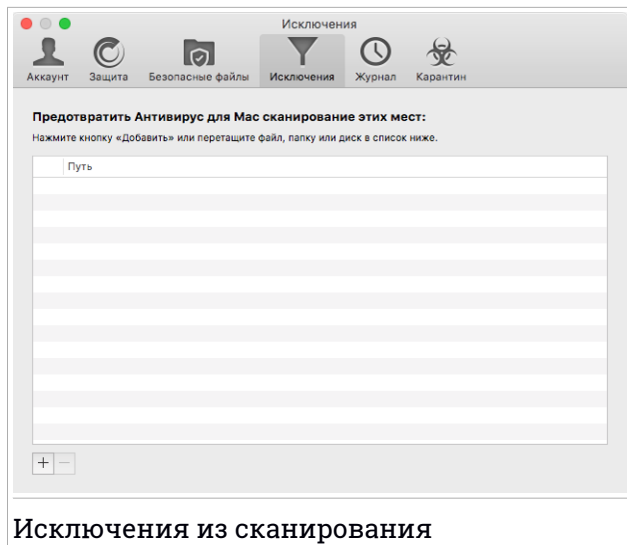 Исключения
Аккаунт Защита Безопасные файлы Исключения Журнал Карантин
Предотвратить Антивирус для Mac сканирование этих мест:
Нажмите кнопку «Добавить» или перетащите файл, папку или диск в список ниже.
Путь
Исключения из сканирования